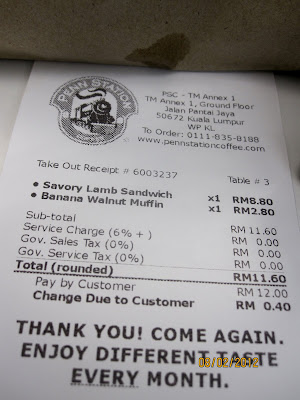 PENN STATION
PSC - TM Annex 1
TM Annex 1, Ground Floor
Jalan Pantai Jaya
50672 Kuala Lumpur
WP KL
To Order: 0111-835-8188
www.pennstationcoffee.com
Take Out Receipt # 6003237 Table # 3
• Savory Lamb Sandwich x1 RM8.80
• Banana Walnut Muffin x1 RM2.80
Sub-total RM 11.60
Service Charge (6% + ) RM 0.00
Gov. Sales Tax (0%) RM 0.00
Gov. Service Tax (0%) RM 0.00
Total (rounded) RM11.60
Pay by Customer RM 12.00
Change Due to Customer RM 0.40
THANK YOU! COME AGAIN.
ENJOY DIFFERENT TASTE
EVERY MONTH.